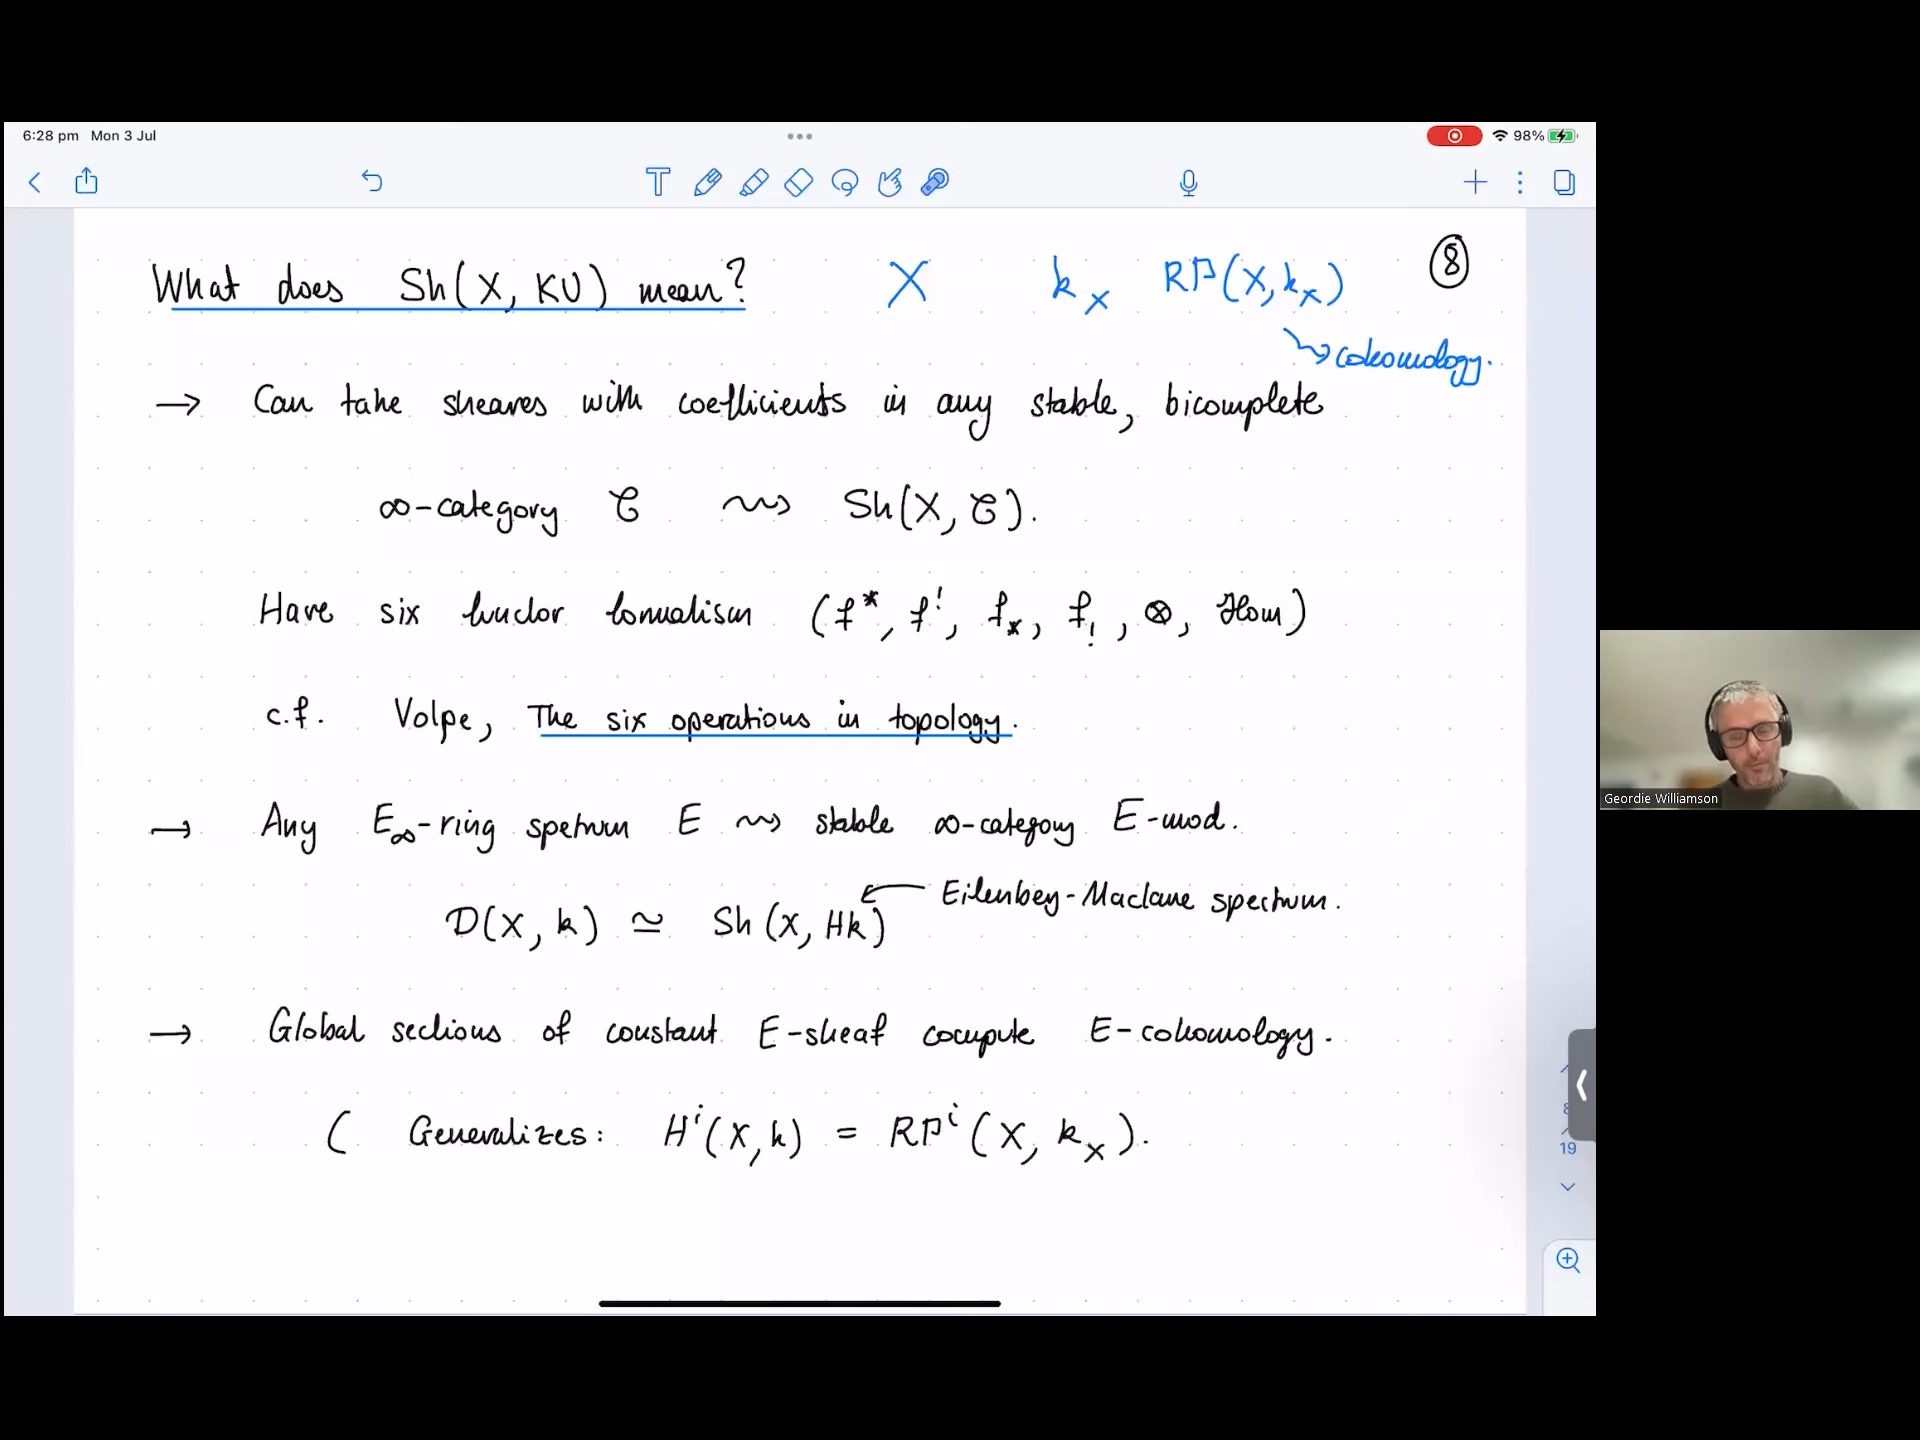 6:28 pm Mon 3 Jul
98%
What does Sh(X, KU) mean? X k_X RΓ(X, k_X) ⑧
⇝ cohomology.
→ Can take sheaves with coefficients in any stable, bicomplete
∞-category 𝒞 ⇝ Sh(X, 𝒞).
Have six functor formalism (f^*, f^!, f_*, f_!, ⊗, ℋom)
c.f. Volpe, The six operations in topology.
→ Any E_∞-ring spetrum E ⇝ stable ∞-category E-mod.
D(X, k) ≃ Sh(X, Hk) ← Eilenberg-Maclane spectrum.
→ Global sections of constant E-sheaf compute E-cohomology.
( Generalizes: H^i(X, k) = RΓ^i(X, k_X).
8
19
Geordie Williamson